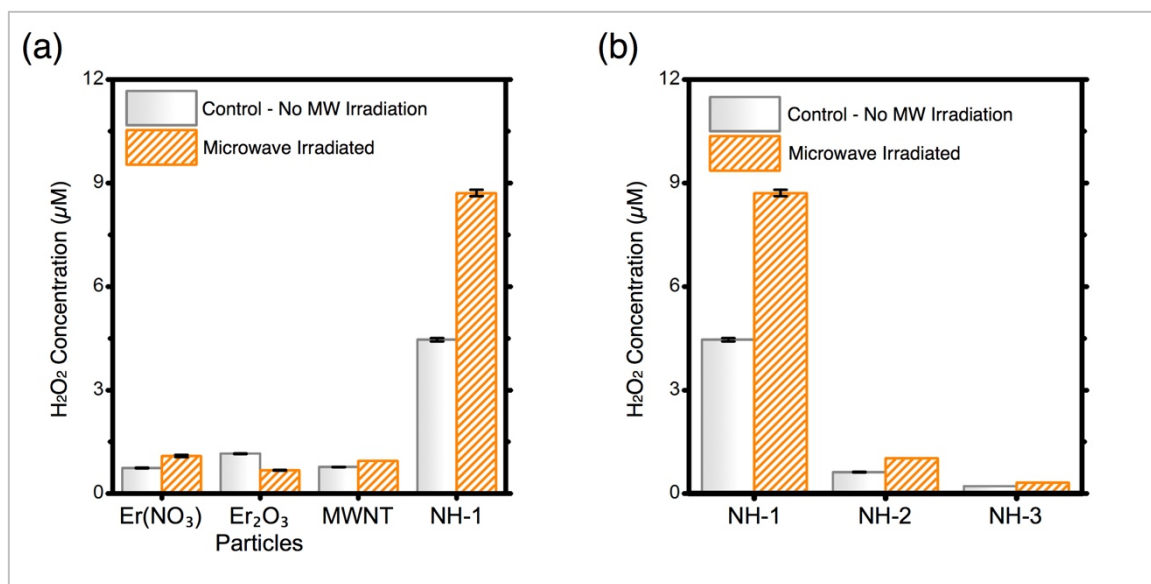 (a)
12
Control - No MW Irradiation
Microwave Irradiated
9
H₂O₂ Concentration (µM)
6
3
0
Er(NO₃)
Er₂O₃
Particles
MWNT
NH-1
(b)
12
Control - No MW Irradiation
Microwave Irradiated
9
H₂O₂ Concentration (µM)
6
3
0
NH-1
NH-2
NH-3